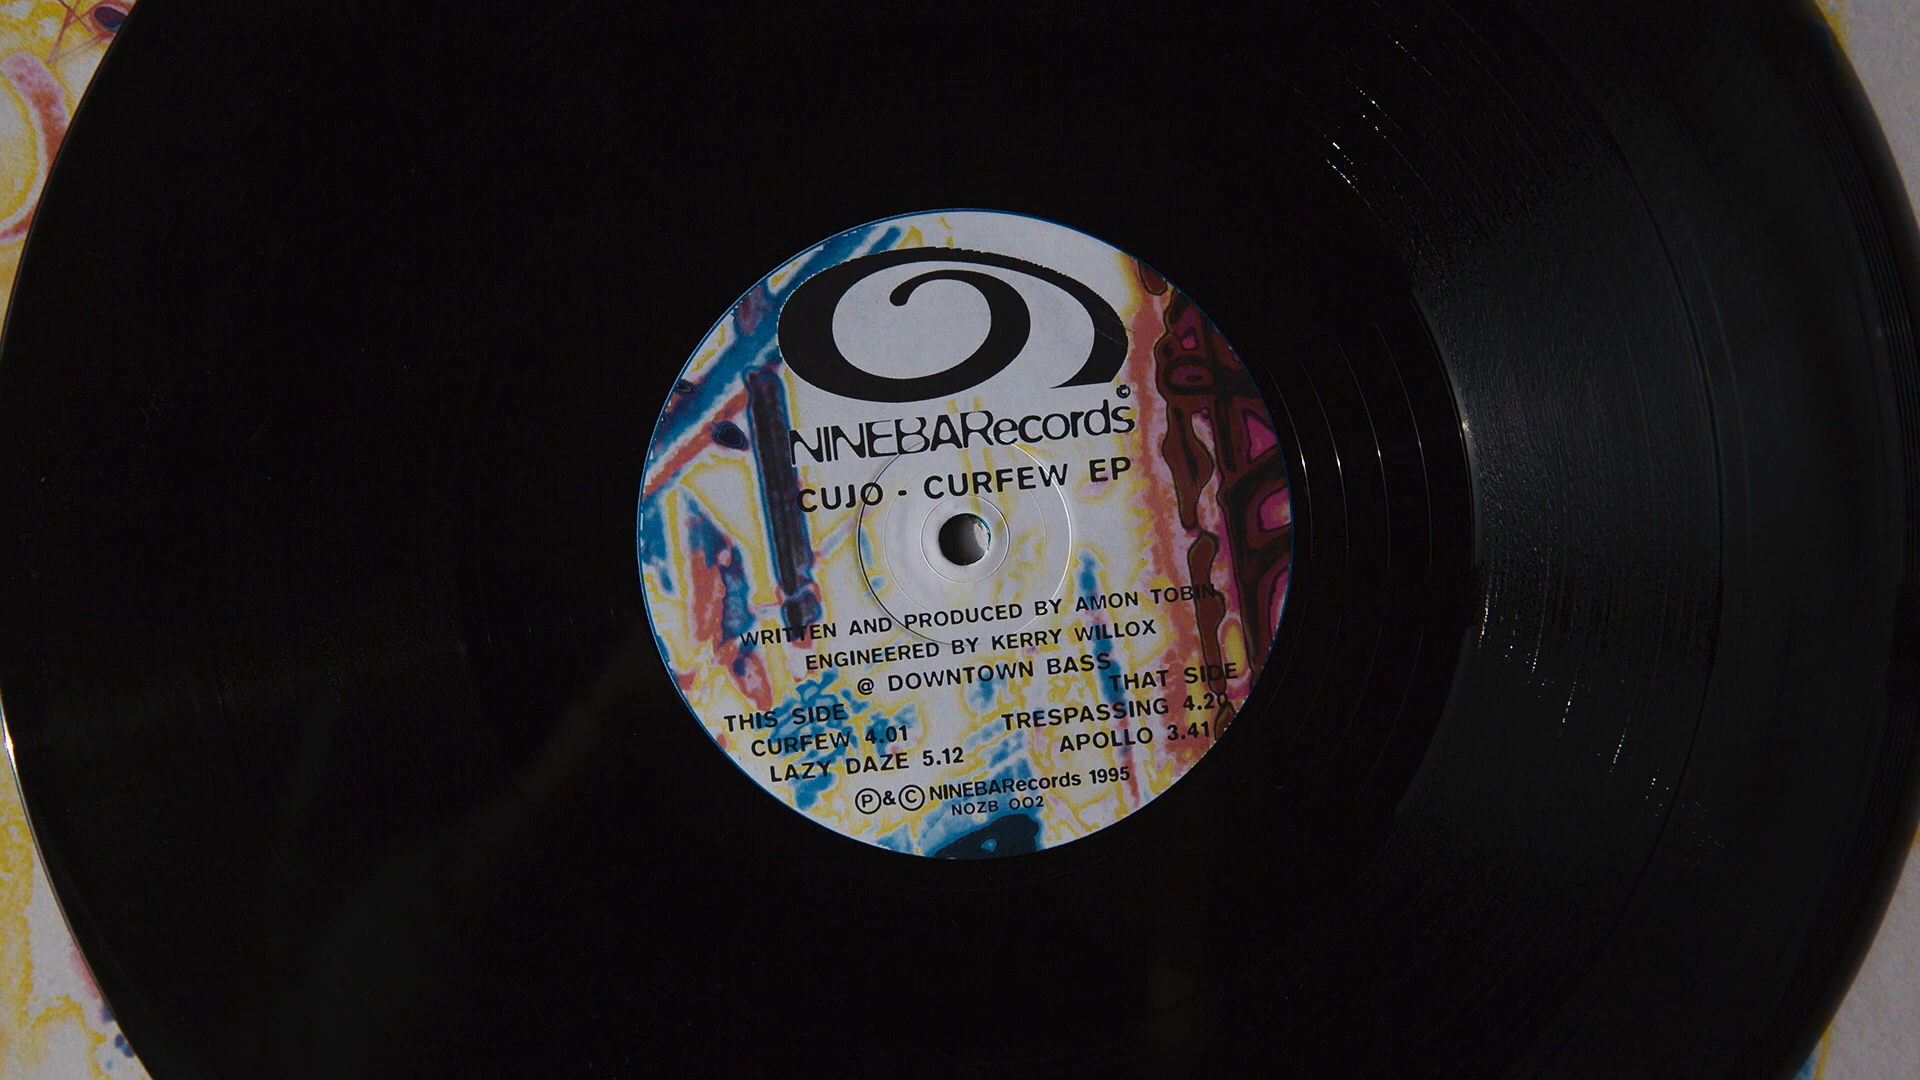 ©
NINEBARecords
CUJO - CURFEW EP
WRITTEN AND PRODUCED BY AMON TOBIN
ENGINEERED BY KERRY WILLOX
@ DOWNTOWN BASS
THIS SIDE
CURFEW 4.01
LAZY DAZE 5.12
THAT SIDE
TRESPASSING 4.20
APOLLO 3.41
Ⓟ&© NINEBARecords 1995
NOZB 002